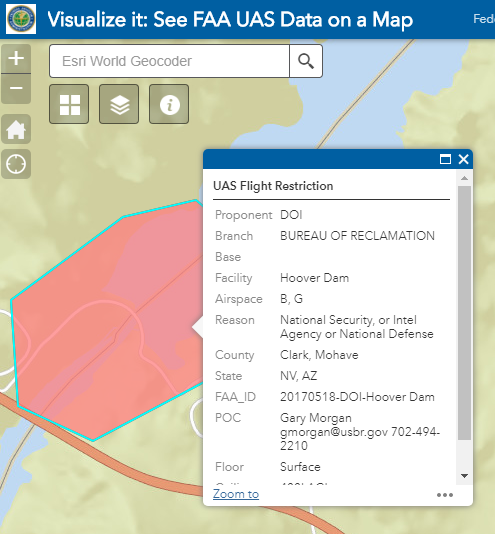 Visualize it: See FAA UAS Data on a Map
Fede
Esri World Geocoder
UAS Flight Restriction
Proponent DOI
Branch BUREAU OF RECLAMATION
Base
Facility Hoover Dam
Airspace B, G
Reason National Security, or Intel
Agency or National Defense
County Clark, Mohave
State NV, AZ
FAA_ID 20170518-DOI-Hoover Dam
POC Gary Morgan
gmorgan@usbr.gov 702-494-
2210
Floor Surface
Zoom to